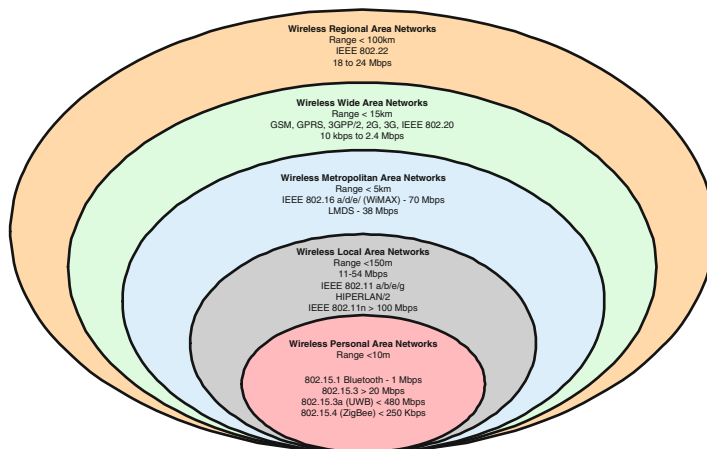 Wireless Regional Area Networks
Range < 100km
IEEE 802.22
18 to 24 Mbps
Wireless Wide Area Networks
Range < 15km
GSM, GPRS, 3GPP/2, 2G, 3G, IEEE 802.20
10 kbps to 2.4 Mbps
Wireless Metropolitan Area Networks
Range < 5km
IEEE 802.16 a/d/e/ (WiMAX) - 70 Mbps
LMDS - 38 Mbps
Wireless Local Area Networks
Range <150m
11-54 Mbps
IEEE 802.11 a/b/e/g
HIPERLAN/2
IEEE 802.11n > 100 Mbps
Wireless Personal Area Networks
Range <10m
802.15.1 Bluetooth - 1 Mbps
802.15.3 > 20 Mbps
802.15.3a (UWB) < 480 Mbps
802.15.4 (ZigBee) < 250 Kbps